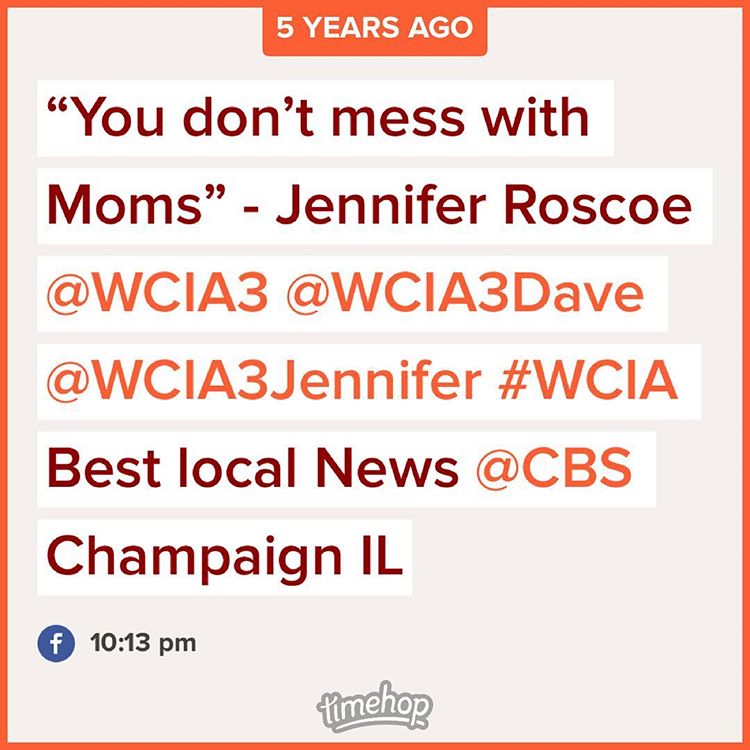 5 YEARS AGO
“You don’t mess with
Moms” - Jennifer Roscoe
@WCIA3 @WCIA3Dave
@WCIA3Jennifer #WCIA
Best local News @CBS
Champaign IL
f 10:13 pm
timehop